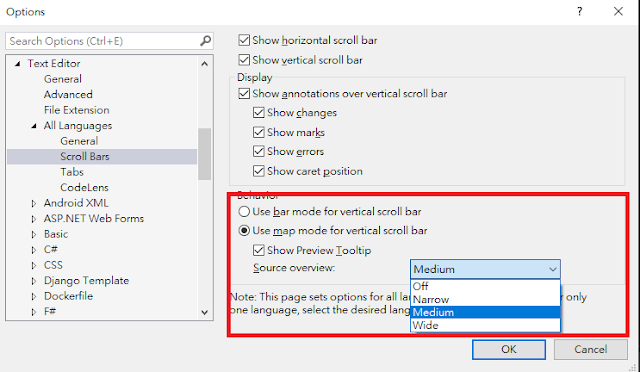 Options
Search Options (Ctrl+E)
Text Editor
General
Advanced
File Extension
All Languages
General
Scroll Bars
Tabs
CodeLens
Android XML
ASP.NET Web Forms
Basic
C#
CSS
Django Template
Dockerfile
F#
Show horizontal scroll bar
Show vertical scroll bar
Display
Show annotations over vertical scroll bar
Show changes
Show marks
Show errors
Show caret position
Behavior
Use bar mode for vertical scroll bar
Use map mode for vertical scroll bar
Show Preview Tooltip
Source overview: Medium
Off
Narrow
Medium
Wide
Note: This page sets options for all only
one language, select the desired
OK Cancel